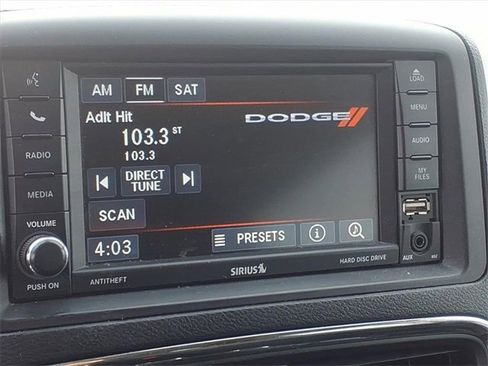 AM FM SAT
Adlt Hit
103.3 ST
103.3
DODGE
DIRECT
TUNE
SCAN
4:03
PRESETS
RADIO
MEDIA
VOLUME
PUSH ON
ANTITHEFT
SIRIUS
HARD DISC DRIVE
LOAD
MENU
AUDIO
MY
FILES
AUX